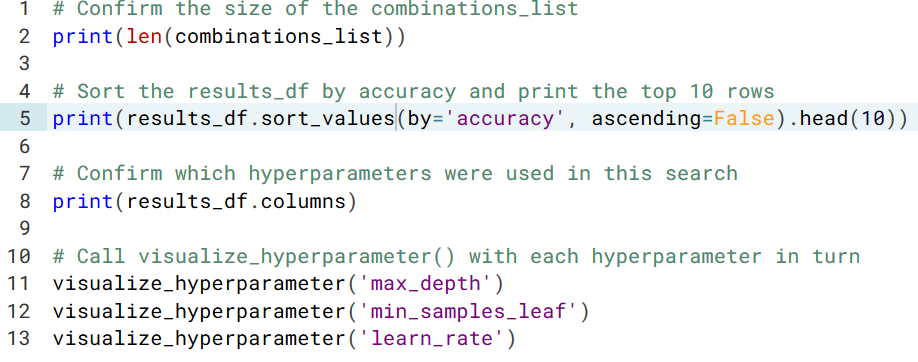 1 # Confirm the size of the combinations_list
2 print(len(combinations_list))
3
4 # Sort the results_df by accuracy and print the top 10 rows
5 print(results_df.sort_values(by='accuracy', ascending=False).head(10))
6
7 # Confirm which hyperparameters were used in this search
8 print(results_df.columns)
9
10 # Call visualize_hyperparameter() with each hyperparameter in turn
11 visualize_hyperparameter('max_depth')
12 visualize_hyperparameter('min_samples_leaf')
13 visualize_hyperparameter('learn_rate')